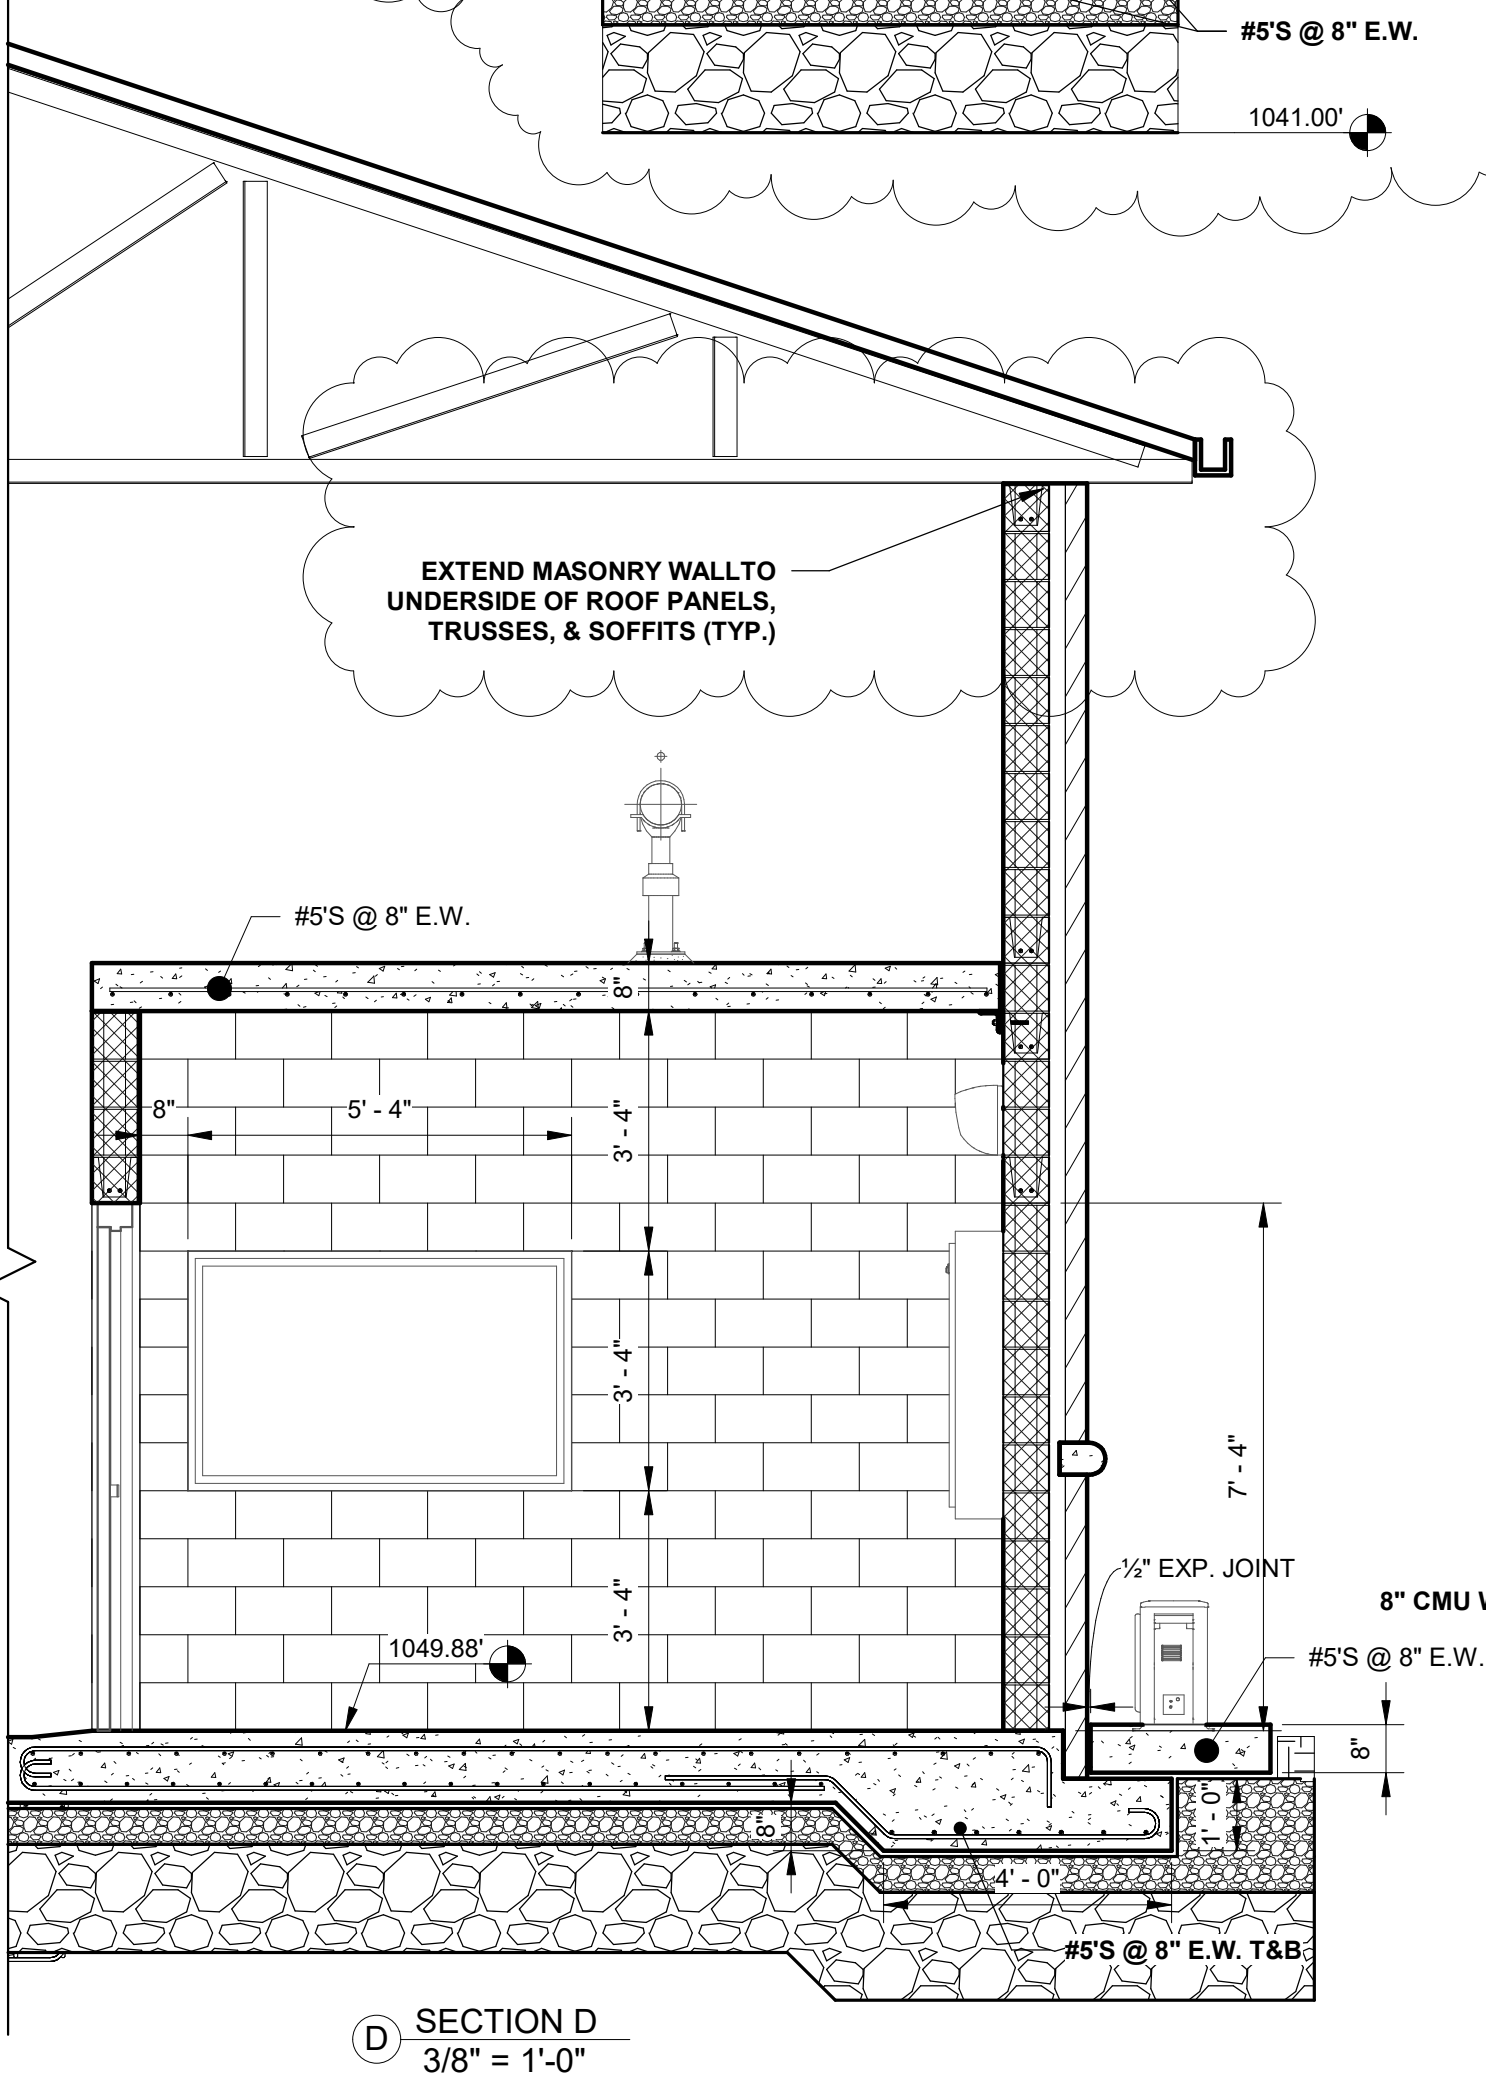 #5'S @ 8" E.W.
1041.00'
EXTEND MASONRY WALLTO
UNDERSIDE OF ROOF PANELS,
TRUSSES, & SOFFITS (TYP.)
#5'S @ 8" E.W.
8"
8"
5' - 4"
3' - 4"
3' - 4"
7' - 4"
½" EXP. JOINT
8" CMU
3' - 4"
1049.88'
#5'S @ 8" E.W.
8"
8"
1' - 0"
4' - 0"
#5'S @ 8" E.W. T&B
D
SECTION D
3/8" = 1'-0"